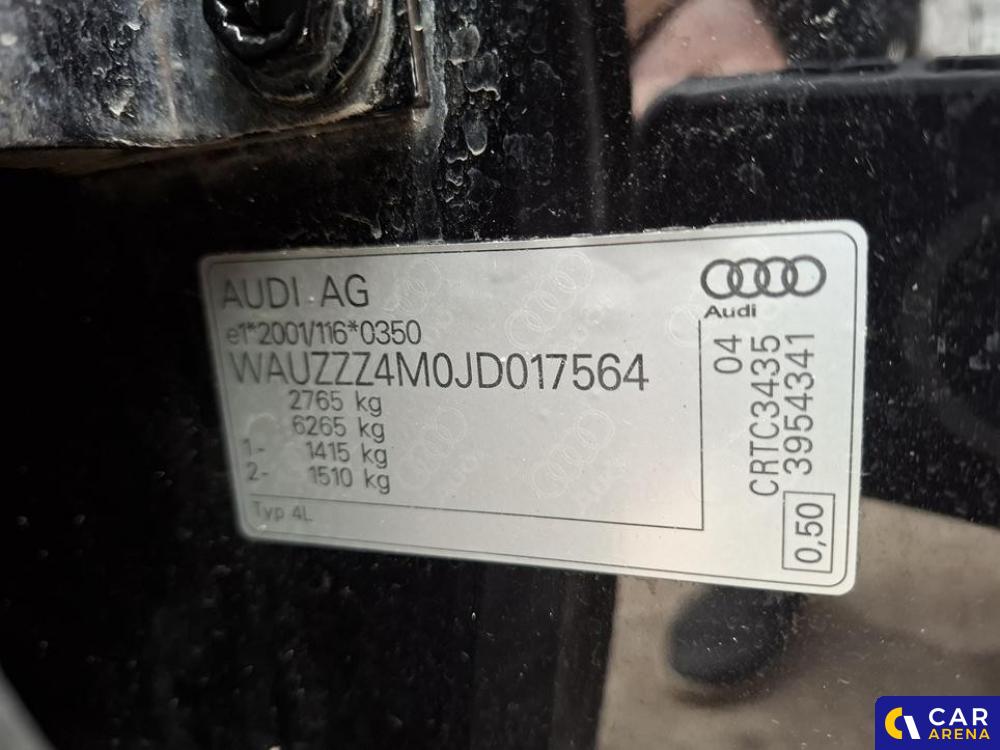 AUDI AG
e1*2001/116*0350
WAUZZZ4M0JD017564
2765 kg
6265 kg
1- 1415 kg
2- 1510 kg
Typ 4L
Audi
04
CRTC3435
3954341
0,50
CAR
ARENA